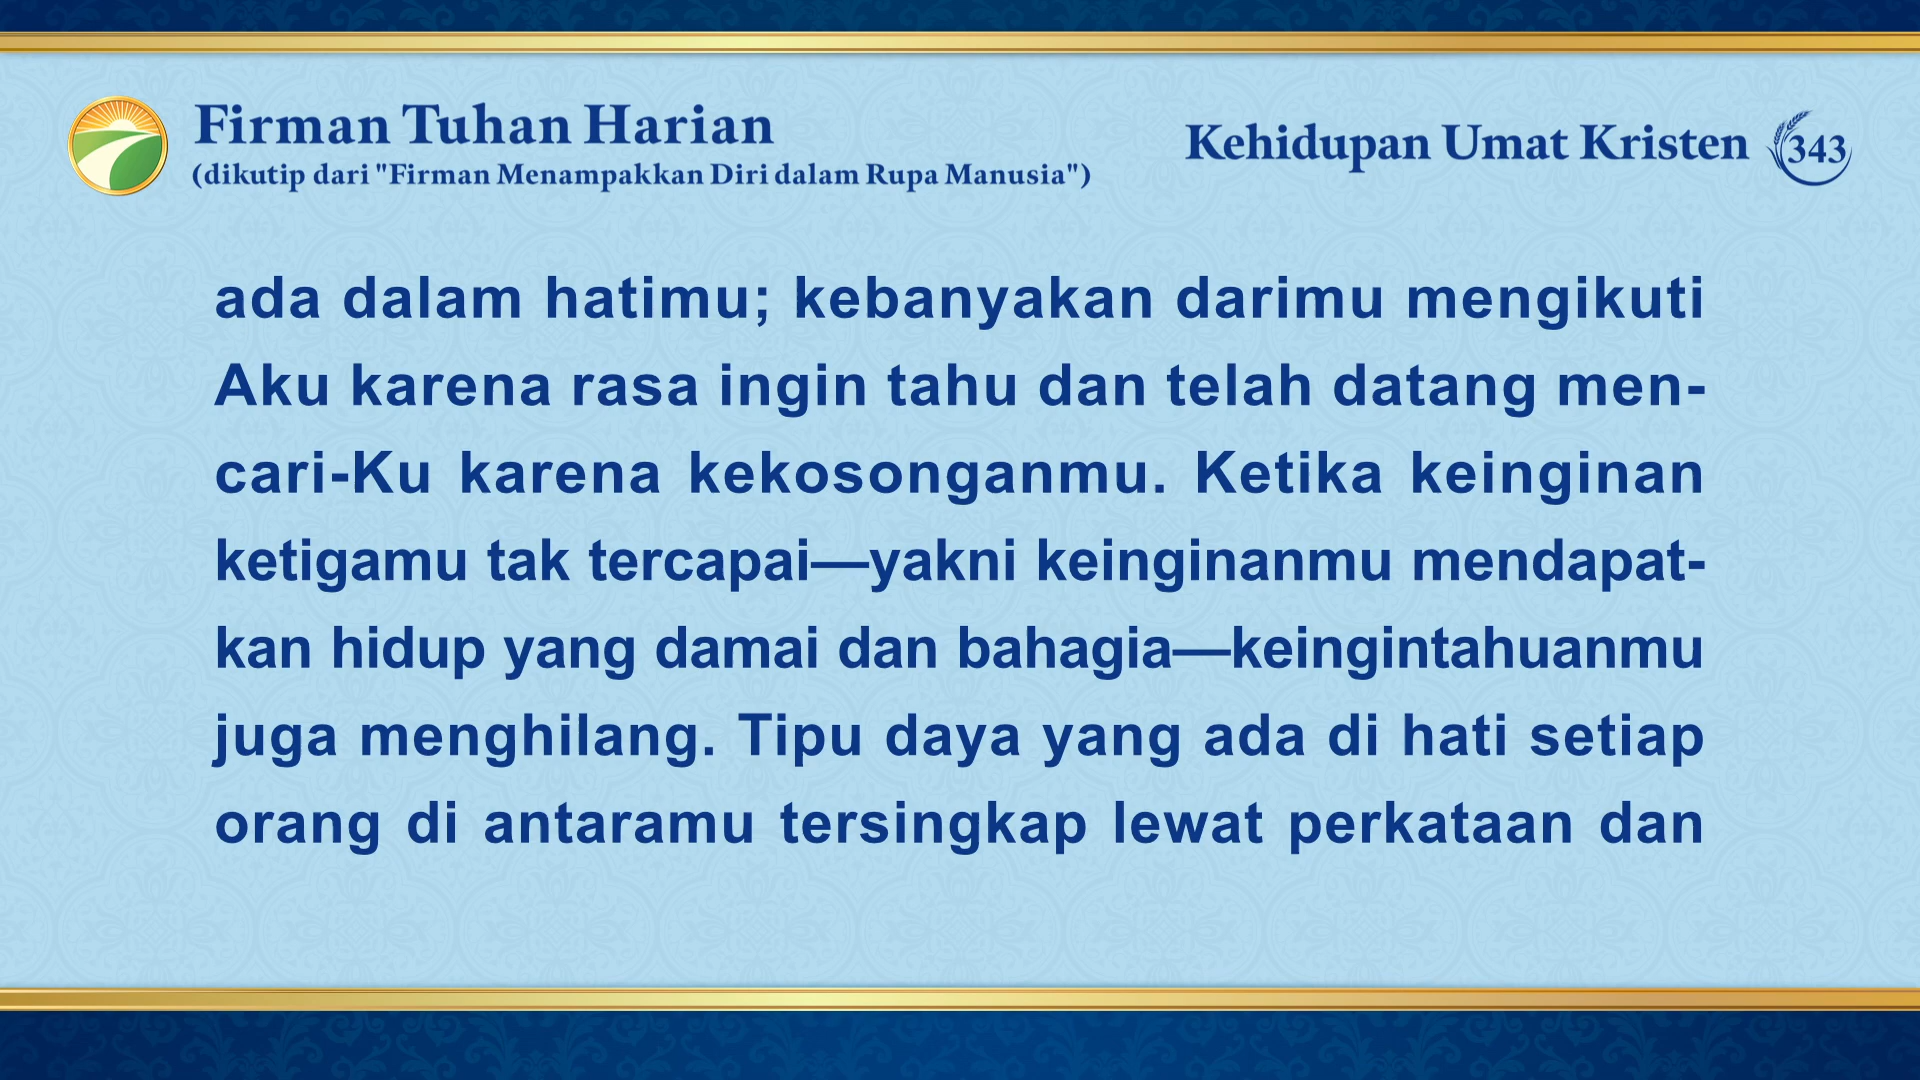 Firman Tuhan Harian
(dikutip dari "Firman Menampakkan Diri dalam Rupa Manusia")
Kehidupan Umat Kristen 343
ada dalam hatimu; kebanyakan darimu mengikuti
Aku karena rasa ingin tahu dan telah datang men-
cari-Ku karena kekosonganmu. Ketika keinginan
ketigamu tak tercapai—yakni keinginanmu mendapat-
kan hidup yang damai dan bahagia—keingintahuanmu
juga menghilang. Tipu daya yang ada di hati setiap
orang di antaramu tersingkap lewat perkataan dan